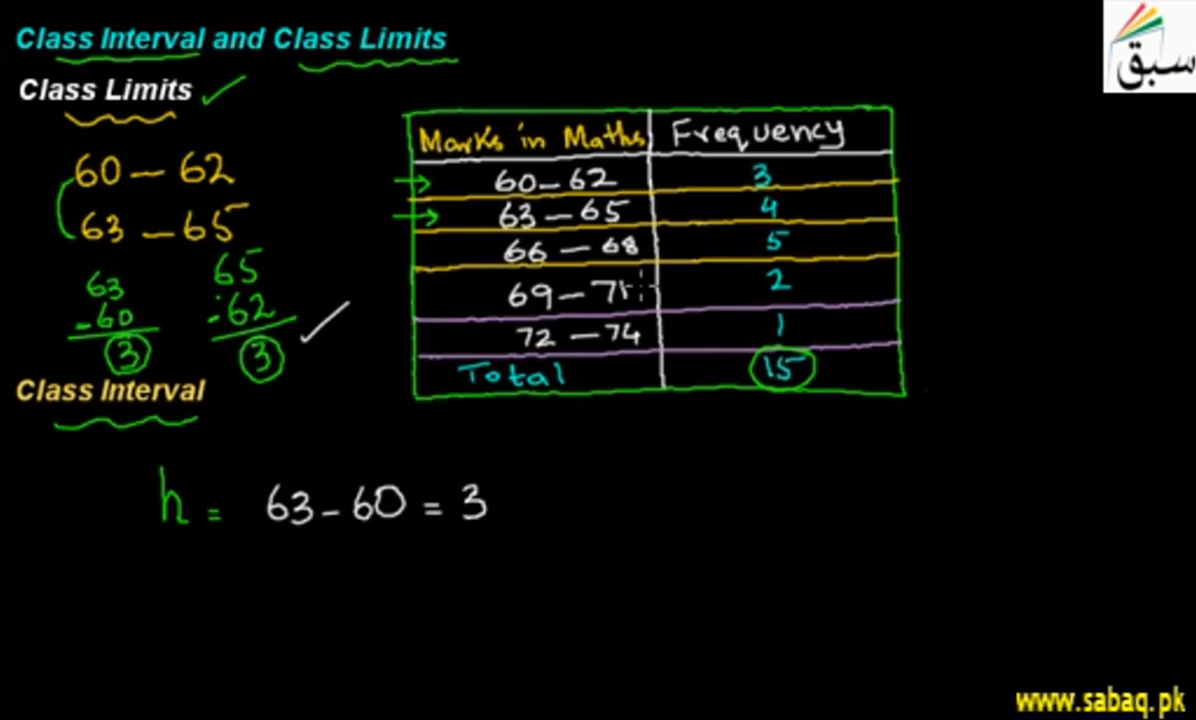 Class Interval and Class Limits
سبق
Class Limits
60 - 62
63 - 65
63
-60
3
65
-62
3
Marks in Maths Frequency
60 - 62 3
63 - 65 4
66 - 68 5
69 - 71 2
72 - 74 1
Total 15
Class Interval
h = 63 - 60 = 3
www.sabaq.pk